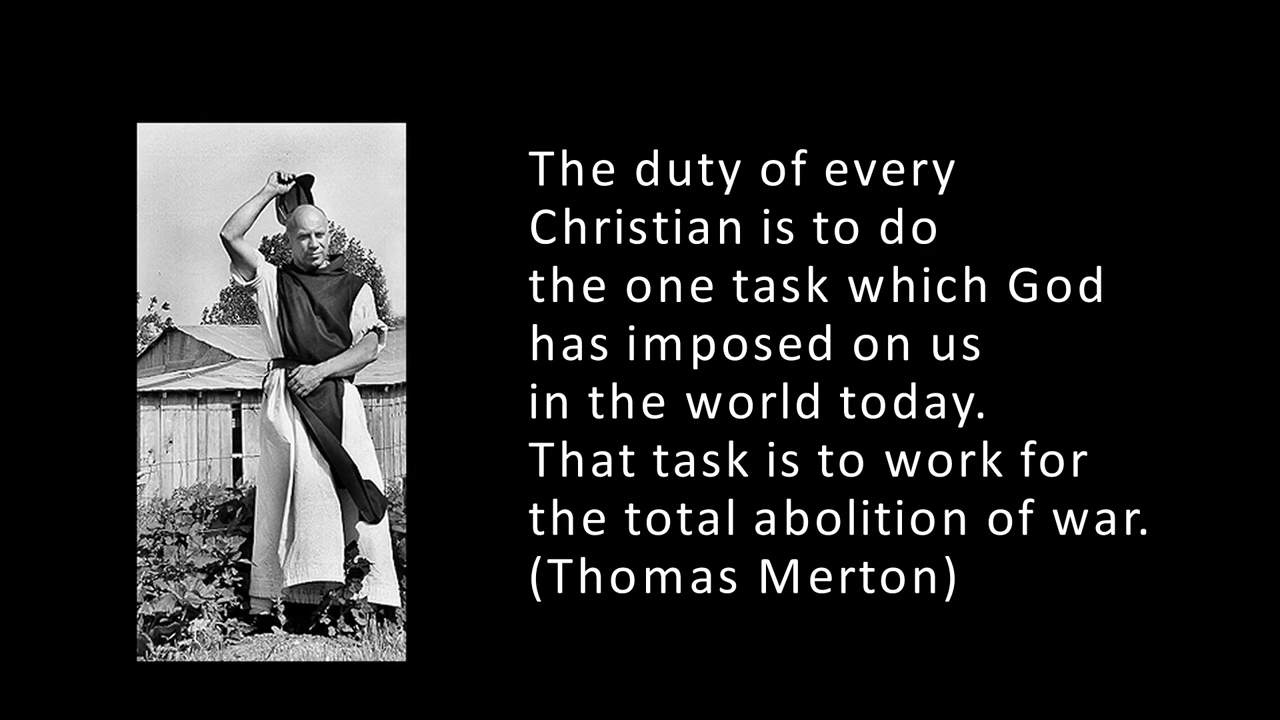 The duty of every
Christian is to do
the one task which God
has imposed on us
in the world today.
That task is to work for
the total abolition of war.
(Thomas Merton)